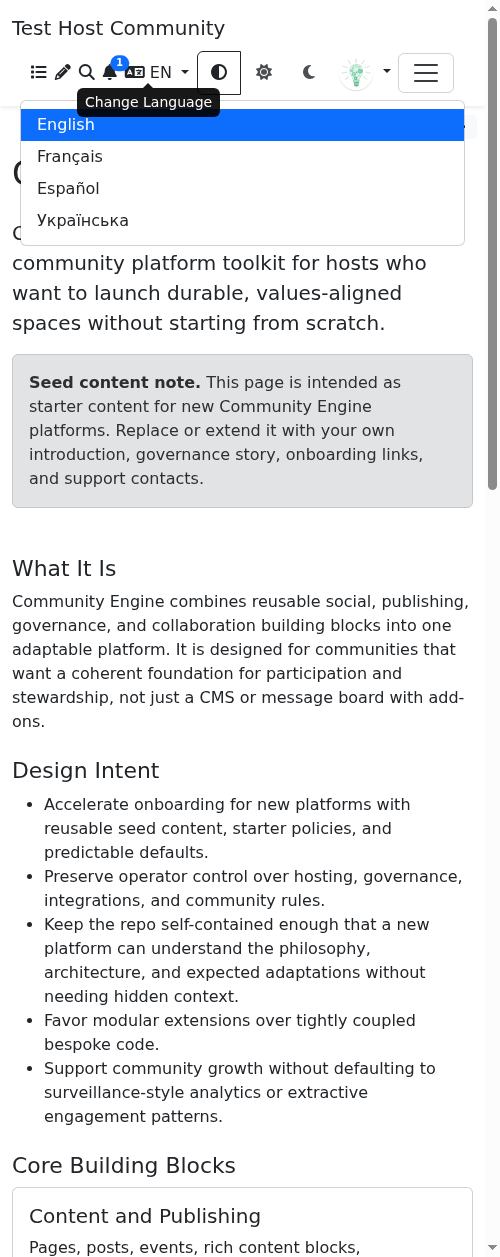 Test Host Community
1
EN
Change Language
English
Français
Español
Українська
community platform toolkit for hosts who
want to launch durable, values-aligned
spaces without starting from scratch.
Seed content note. This page is intended as
starter content for new Community Engine
platforms. Replace or extend it with your own
introduction, governance story, onboarding links,
and support contacts.
What It Is
Community Engine combines reusable social, publishing,
governance, and collaboration building blocks into one
adaptable platform. It is designed for communities that
want a coherent foundation for participation and
stewardship, not just a CMS or message board with add-
ons.
Design Intent
• Accelerate onboarding for new platforms with
reusable seed content, starter policies, and
predictable defaults.
• Preserve operator control over hosting, governance,
integrations, and community rules.
• Keep the repo self-contained enough that a new
platform can understand the philosophy,
architecture, and expected adaptations without
needing hidden context.
• Favor modular extensions over tightly coupled
bespoke code.
• Support community growth without defaulting to
surveillance-style analytics or extractive
engagement patterns.
Core Building Blocks
Content and Publishing
Pages, posts, events, rich content blocks,